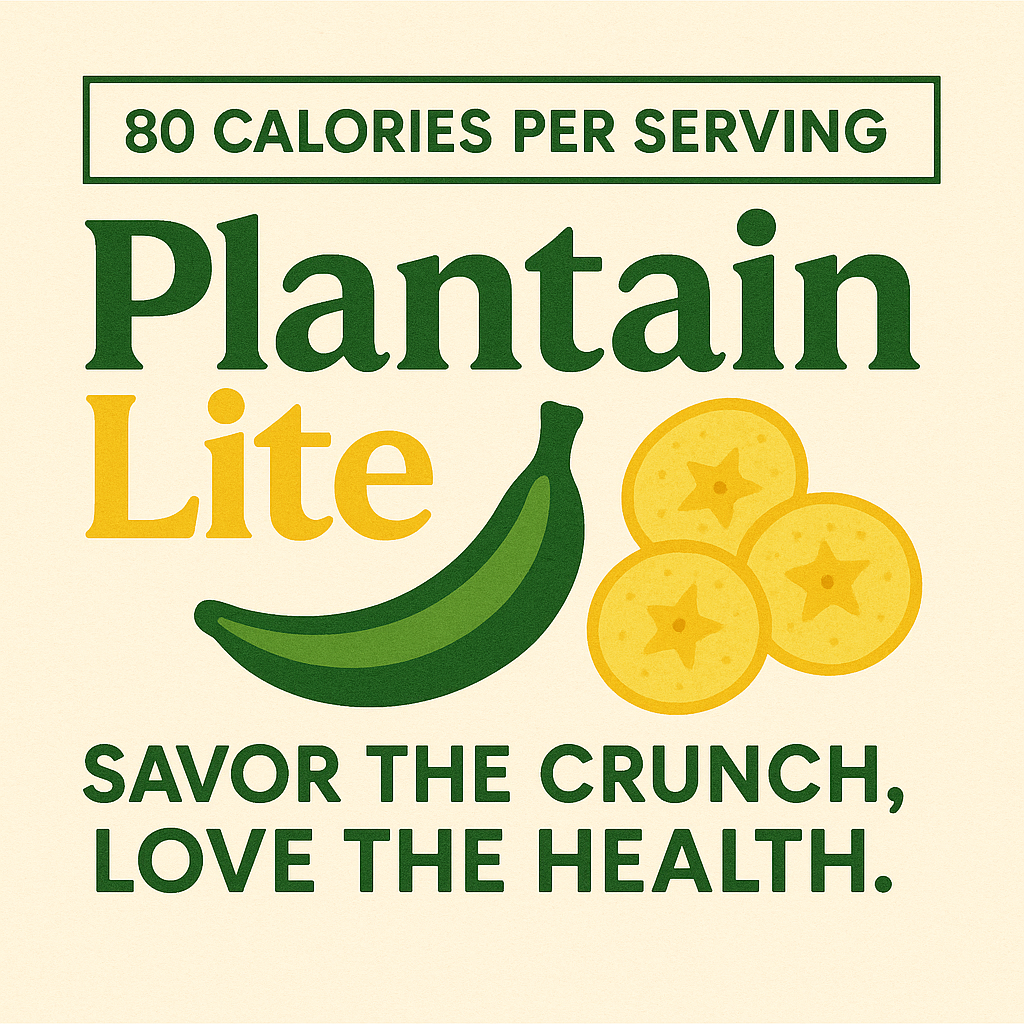 80 CALORIES PER SERVING
Plantain
Lite
SAVOR THE CRUNCH,
LOVE THE HEALTH.